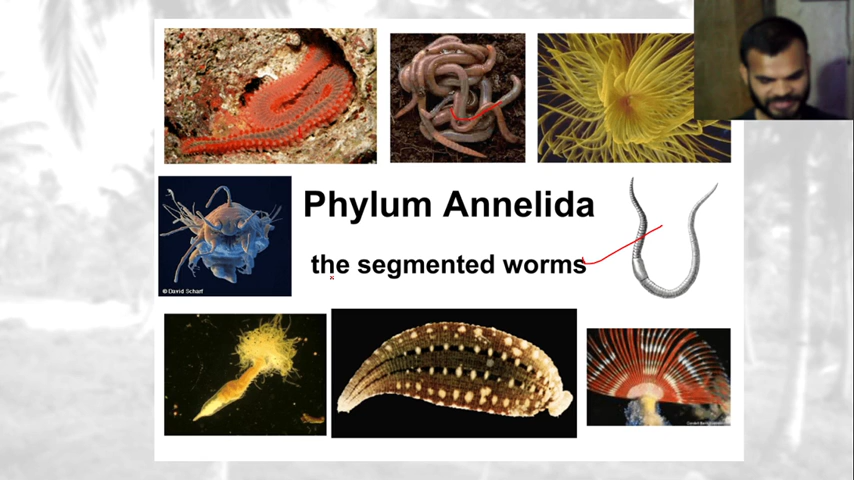 Phylum Annelida
the segmented worms
© David Scharf